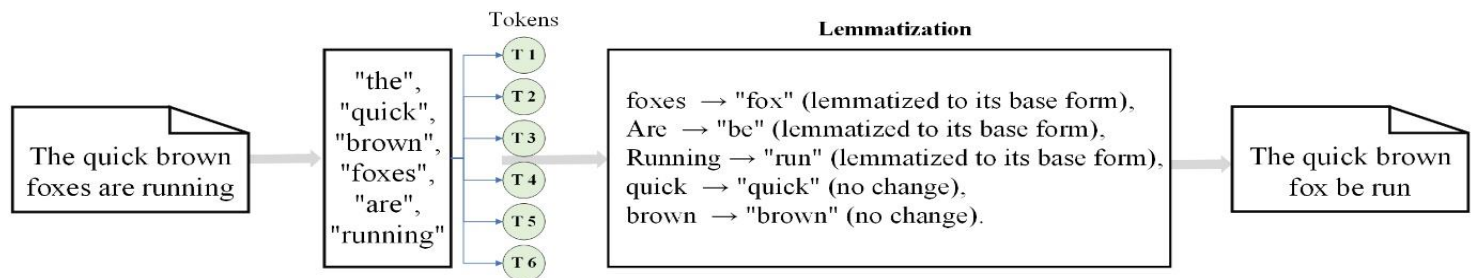 The quick brown
foxes are running
"the",
"quick",
"brown",
"foxes",
"are",
"running"
Tokens
T 1
T 2
T 3
T 4
T 5
T 6
Lemmatization
foxes → "fox" (lemmatized to its base form),
Are → "be" (lemmatized to its base form),
Running → "run" (lemmatized to its base form),
quick → "quick" (no change),
brown → "brown" (no change).
The quick brown
fox be run